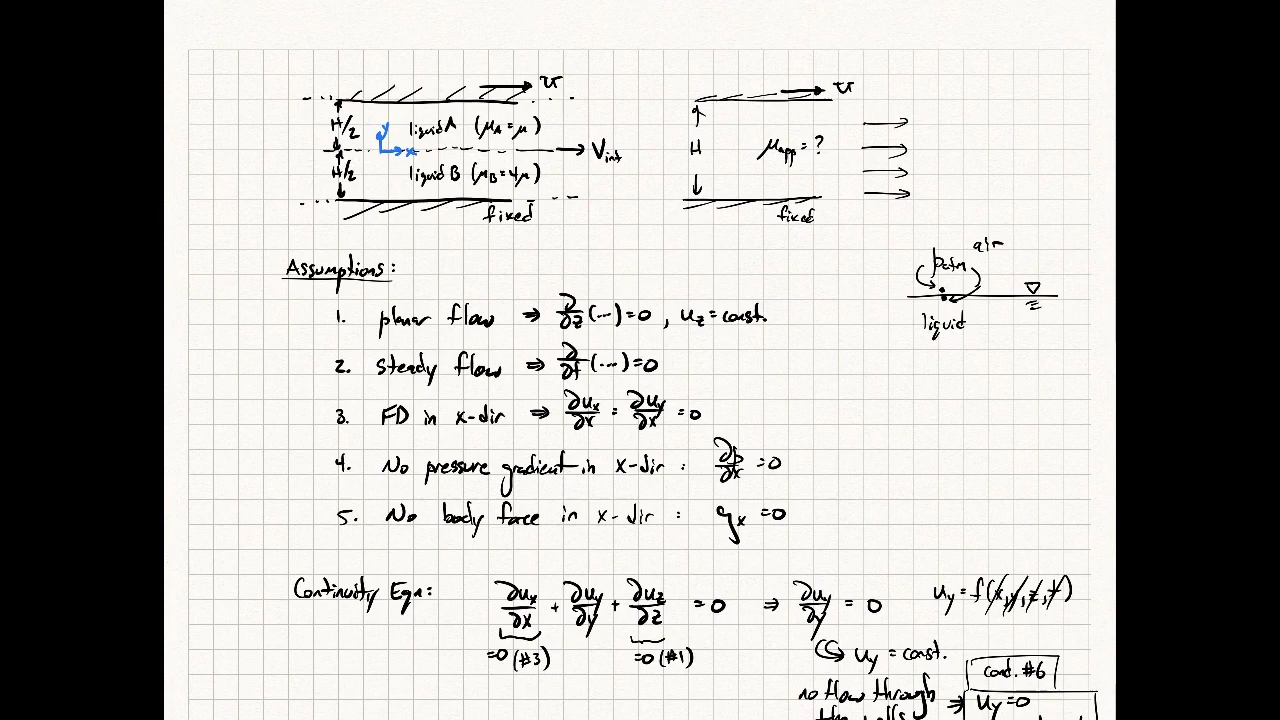 → V
H/2 liquid A (μA = μ)
y
x
→ Vint
H/2 liquid B (μB = 4μ)
fixed
→ V
H μapp = ?
fixed
air
patm
liquid
Assumptions:
1. planar flow ⇒ ∂/∂z (...) = 0, uz = const.
2. steady flow ⇒ ∂/∂t (...) = 0
3. FD in x-dir ⇒ ∂ux/∂x = ∂uy/∂x = 0
4. No pressure gradient in x-dir : ∂p/∂x = 0
5. No body force in x-dir : gx = 0
Continuity Eqn: ∂ux/∂x + ∂uy/∂y + ∂uz/∂z = 0 ⇒ ∂uy/∂y = 0 uy = f(x, y, z, t)
=0 (#3) =0 (#1)
↪ uy = const.
cond. #6
no flow through ⇒ uy = 0